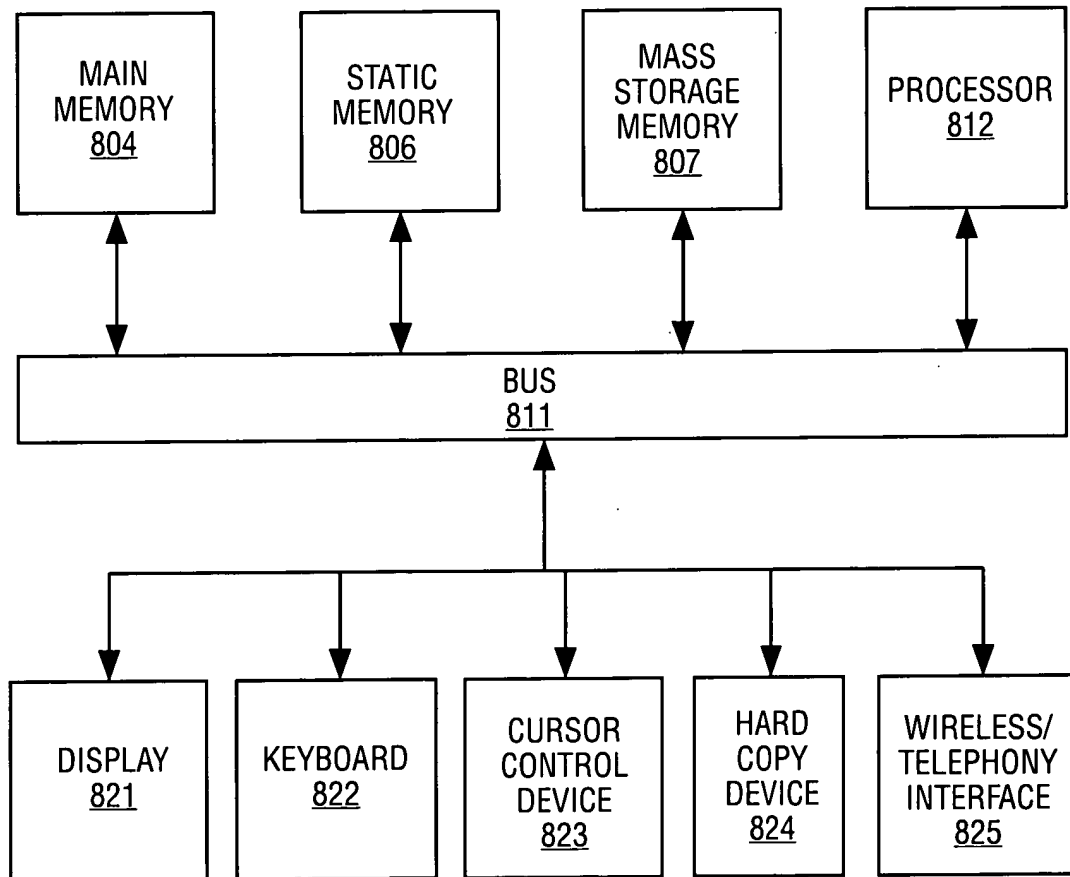 MAIN
MEMORY
804
STATIC
MEMORY
806
MASS
STORAGE
MEMORY
807
PROCESSOR
812
BUS
811
DISPLAY
821
KEYBOARD
822
CURSOR
CONTROL
DEVICE
823
HARD
COPY
DEVICE
824
WIRELESS/
TELEPHONY
INTERFACE
825